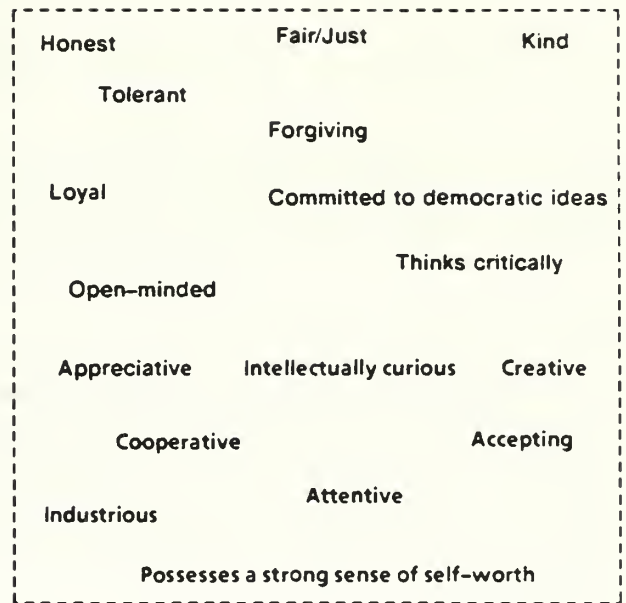 Honest Fair/Just Kind
Tolerant
Forgiving
Loyal Committed to democratic ideas
Thinks critically
Open-minded
Appreciative Intellectually curious Creative
Cooperative Accepting
Attentive
Industrious
Possesses a strong sense of self-worth